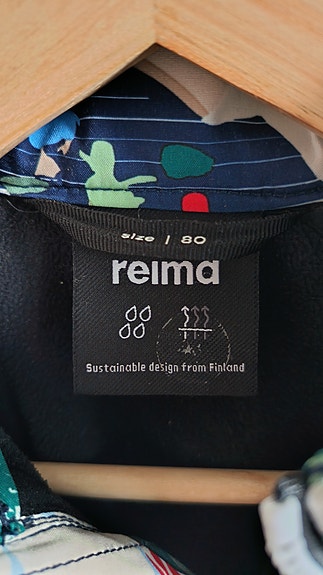 size | 80
reima
Sustainable design from Finland